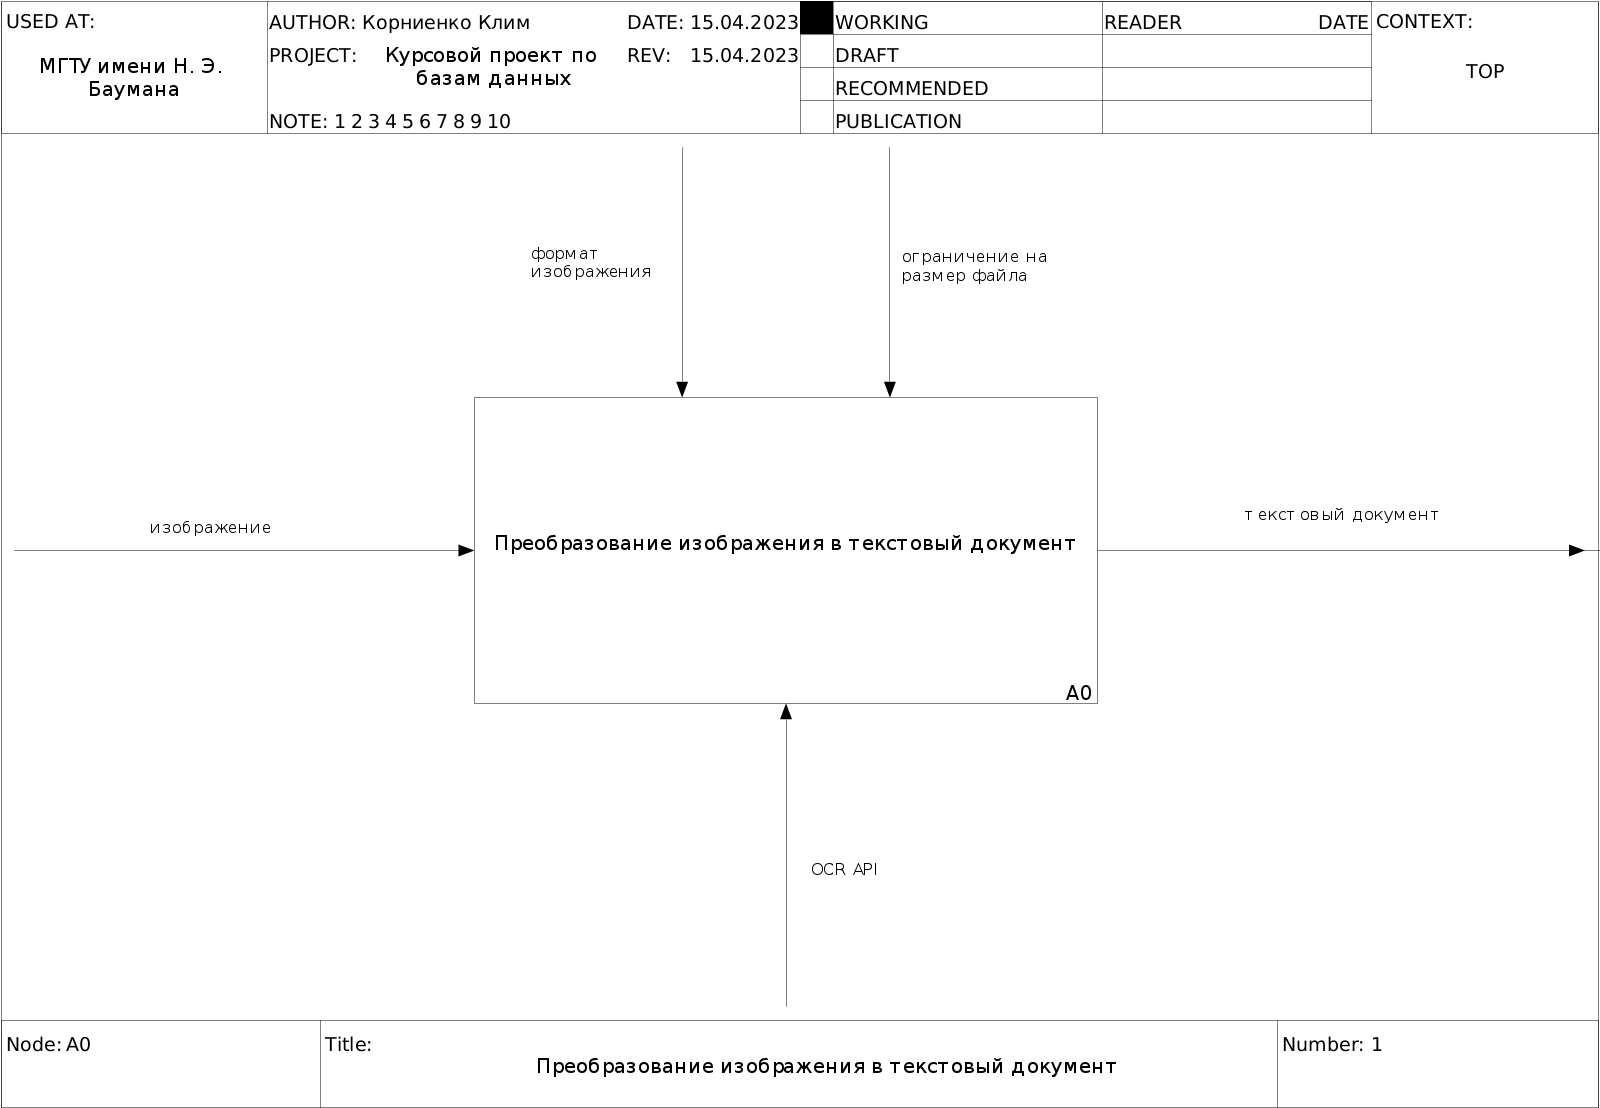 USED AT:
МГТУ имени Н. Э.
Баумана
AUTHOR: Корниенко Клим
DATE: 15.04.2023
PROJECT: Курсовой проект по
базам данных
REV: 15.04.2023
NOTE: 1 2 3 4 5 6 7 8 9 10
WORKING
DRAFT
RECOMMENDED
PUBLICATION
READER DATE
CONTEXT:
TOP
формат
изображения
ограничение на
размер файла
изображение
Преобразование изображения в текстовый документ
A0
текстовый документ
OCR API
Node: A0
Title:
Преобразование изображения в текстовый документ
Number: 1